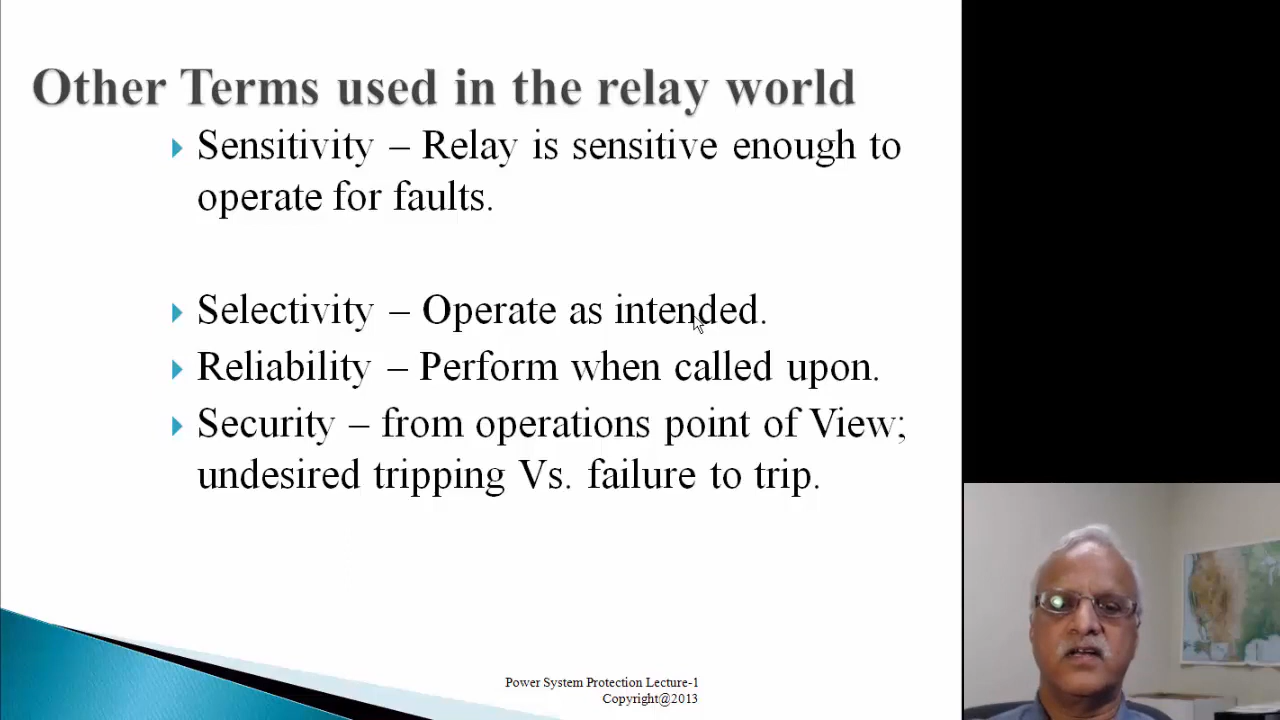 Other Terms used in the relay world
Sensitivity – Relay is sensitive enough to
operate for faults.
Selectivity – Operate as intended.
Reliability – Perform when called upon.
Security – from operations point of View;
undesired tripping Vs. failure to trip.
Power System Protection Lecture-1
Copyright@2013